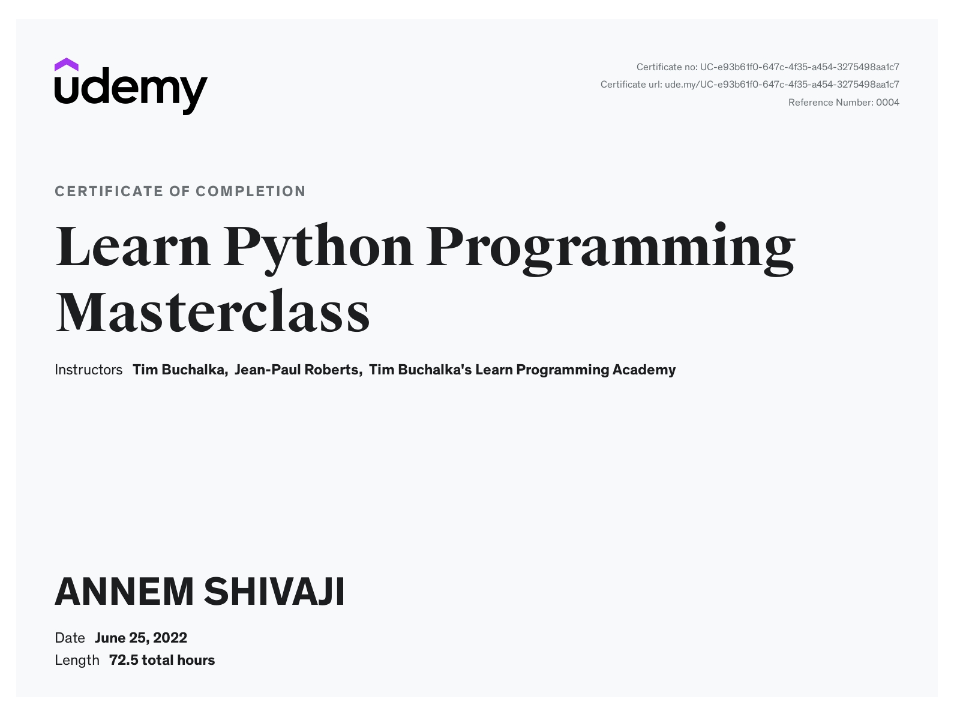 udemy
Certificate no: UC-e93b61f0-647c-4f35-a454-3275498aa1c7
Certificate url: ude.my/UC-e93b61f0-647c-4f35-a454-3275498aa1c7
Reference Number: 0004
CERTIFICATE OF COMPLETION
Learn Python Programming
Masterclass
Instructors Tim Buchalka, Jean-Paul Roberts, Tim Buchalka's Learn Programming Academy
ANNEM SHIVAJI
Date June 25, 2022
Length 72.5 total hours